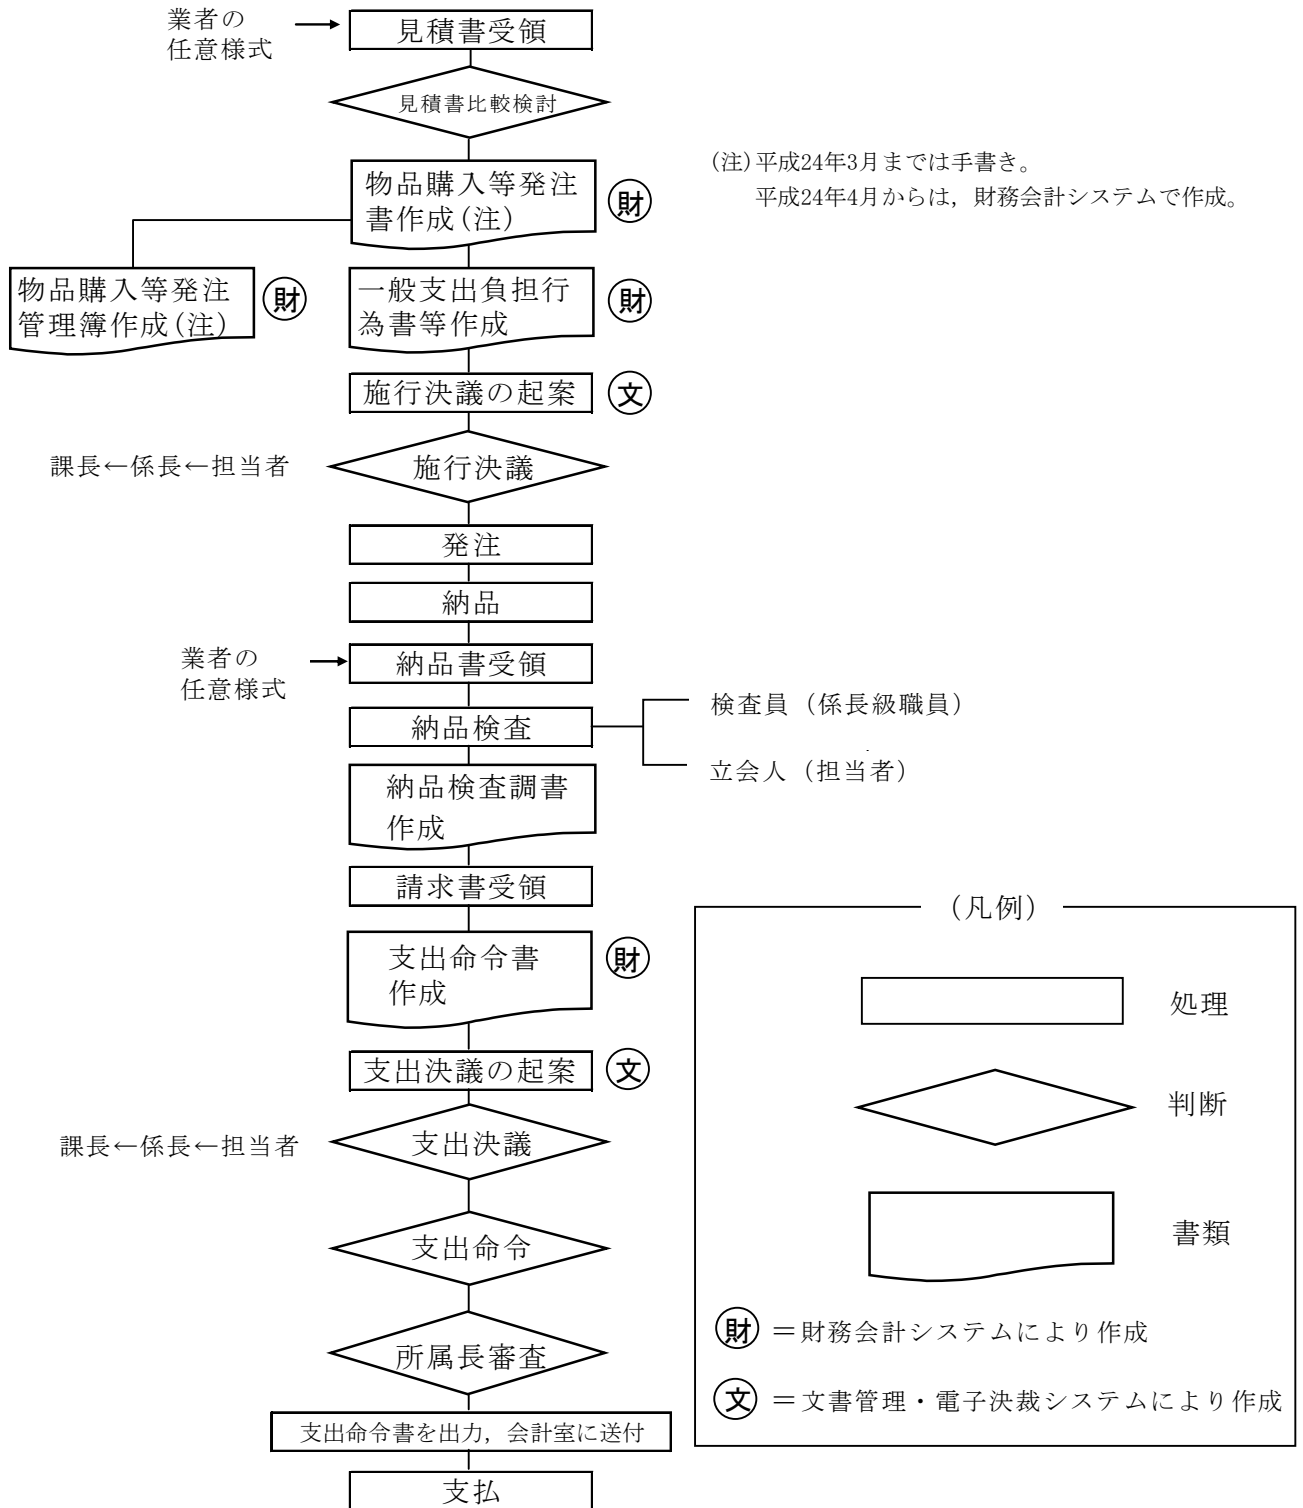 業者の
任意様式
見積書受領
見積書比較検討
(注)平成24年3月までは手書き。
平成24年4月からは，財務会計システムで作成。
物品購入等発注
書作成(注)
財
物品購入等発注
管理簿作成(注)
財
一般支出負担行
為書等作成
財
施行決議の起案
文
課長←係長←担当者
施行決議
発注
納品
業者の
任意様式
納品書受領
納品検査
検査員（係長級職員）
立会人（担当者）
納品検査調書
作成
請求書受領
支出命令書
作成
財
支出決議の起案
文
課長←係長←担当者
支出決議
支出命令
所属長審査
支出命令書を出力，会計室に送付
支払
（凡例）
処理
判断
書類
財＝財務会計システムにより作成
文＝文書管理・電子決裁システムにより作成